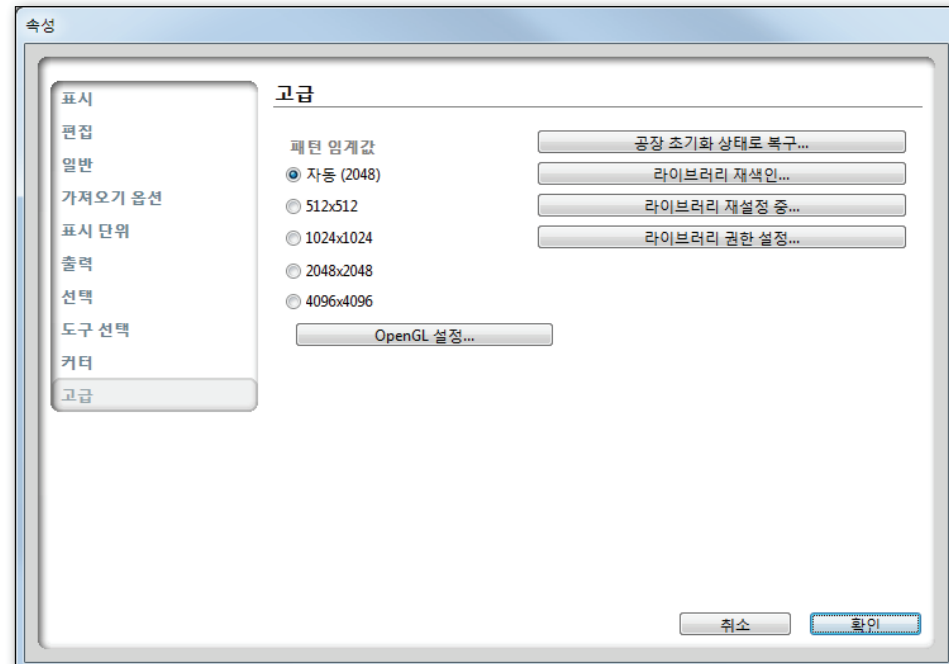 속성
표시
편집
일반
가져오기 옵션
표시 단위
출력
선택
도구 선택
커터
고급
고급
패턴 임계값
자동 (2048)
512x512
1024x1024
2048x2048
4096x4096
OpenGL 설정...
공장 초기화 상태로 복구...
라이브러리 재색인...
라이브러리 재설정 중...
라이브러리 권한 설정...
취소
확인